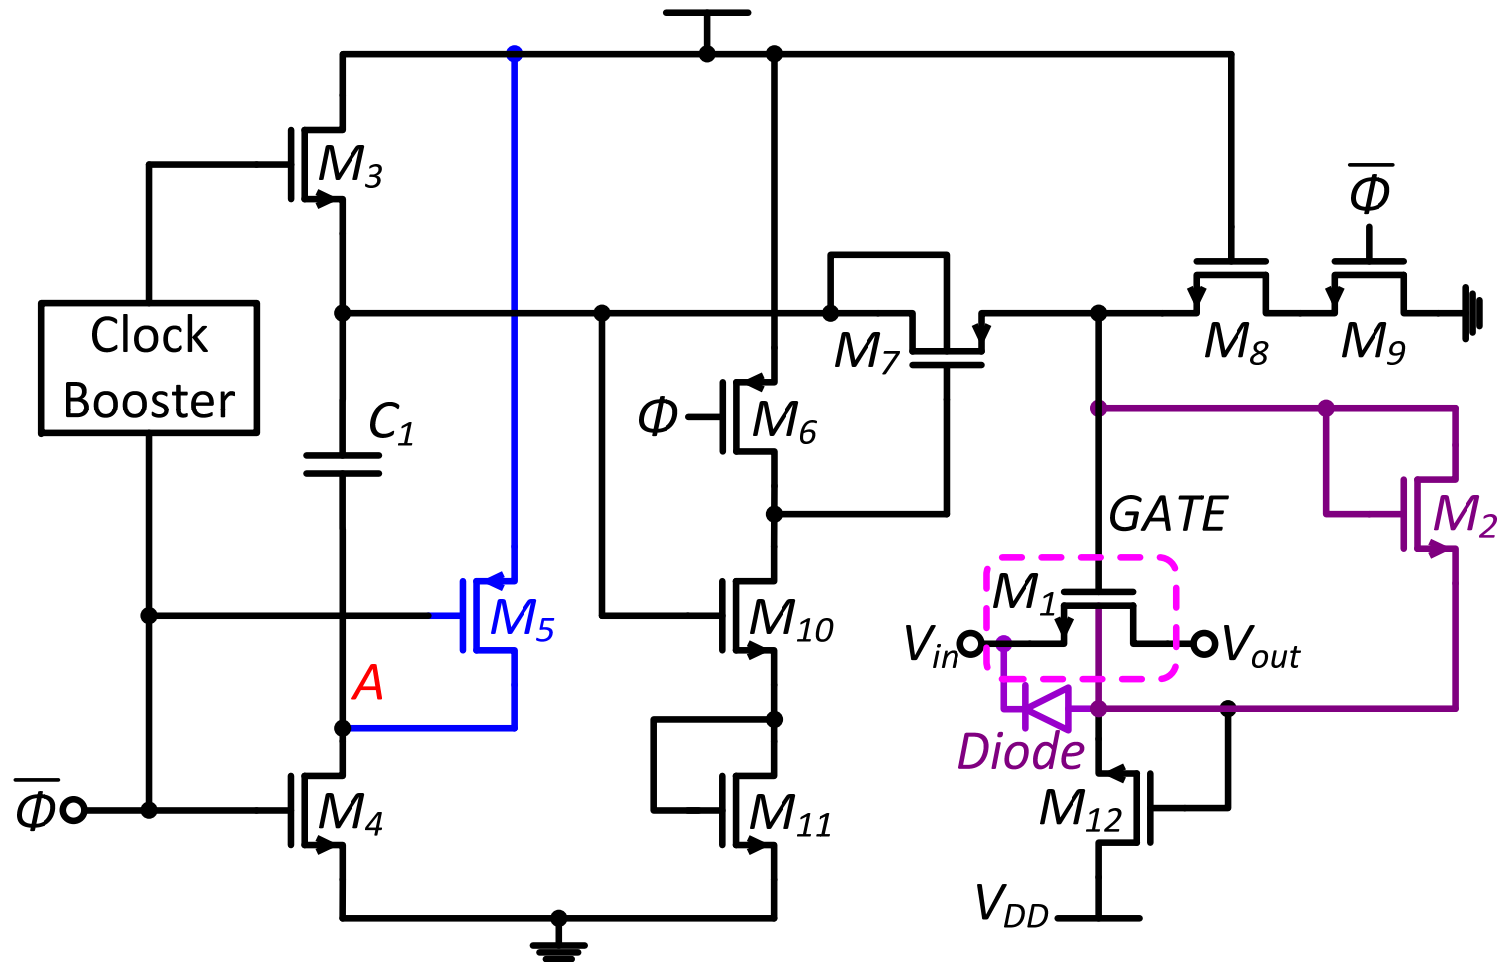 M3
Φ̅
Clock
Booster
M7
M8
M9
C1
Φ
M6
GATE
M2
M1
M5
M10
Vin
Vout
A
Diode
Φ̅
M4
M11
M12
VDD